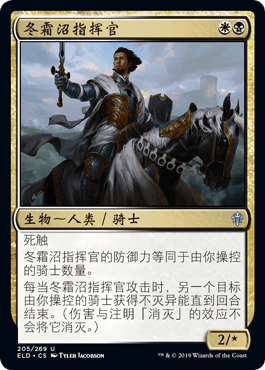 冬霜沼指挥官
生物～人类／骑士
死触
冬霜沼指挥官的防御力等同于由你操控
的骑士数量。
每当冬霜沼指挥官攻击时，另一个目标
由你操控的骑士获得不灭异能直到回合
结束。（伤害与注明「消灭」的效应不
会将它消灭。）
2/★
205/269 U
ELD • CS TYLER JACOBSON
™ & © 2019 Wizards of the Coast